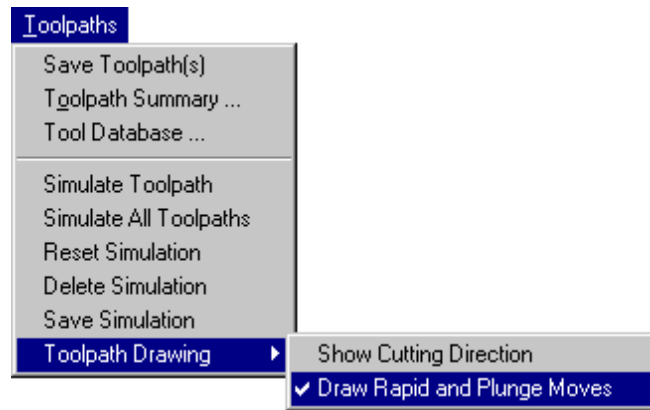 Toolpaths
Save Toolpath(s)
Toolpath Summary ...
Tool Database ...
Simulate Toolpath
Simulate All Toolpaths
Reset Simulation
Delete Simulation
Save Simulation
Toolpath Drawing
Show Cutting Direction
Draw Rapid and Plunge Moves